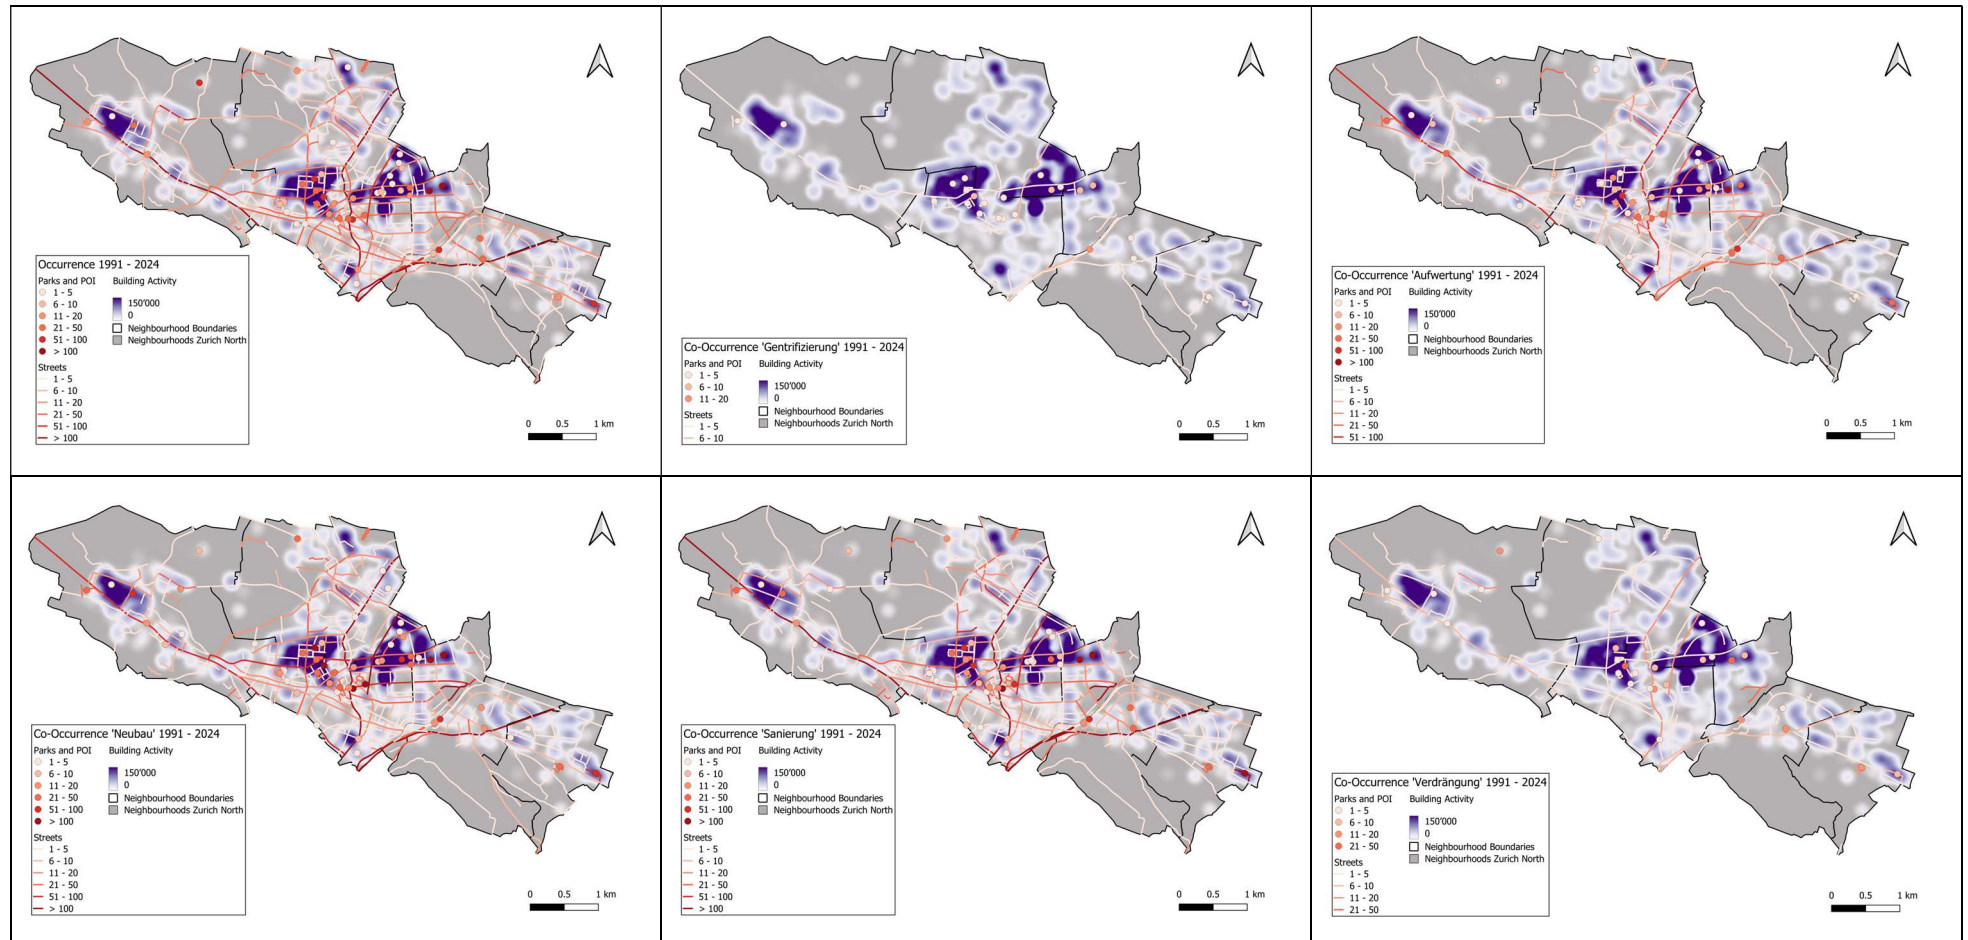 Occurrence 1991 - 2024
Parks and POI Building Activity
1 - 5
6 - 10
11 - 20
21 - 50
51 - 100
> 100
150'000
0
Neighbourhood Boundaries
Neighbourhoods Zurich North
Streets
1 - 5
6 - 10
11 - 20
21 - 50
51 - 100
> 100
0 0.5 1 km
Co-Occurrence 'Gentrifizierung' 1991 - 2024
Parks and POI Building Activity
1 - 5
6 - 10
11 - 20
150'000
0
Neighbourhood Boundaries
Neighbourhoods Zurich North
Streets
1 - 5
6 - 10
0 0.5 1 km
Co-Occurrence 'Aufwertung' 1991 - 2024
Parks and POI Building Activity
1 - 5
6 - 10
11 - 20
21 - 50
51 - 100
> 100
150'000
0
Neighbourhood Boundaries
Neighbourhoods Zurich North
Streets
1 - 5
6 - 10
11 - 20
21 - 50
51 - 100
0 0.5 1 km
Co-Occurrence 'Neubau' 1991 - 2024
Parks and POI Building Activity
1 - 5
6 - 10
11 - 20
21 - 50
51 - 100
> 100
150'000
0
Neighbourhood Boundaries
Neighbourhoods Zurich North
Streets
1 - 5
6 - 10
11 - 20
21 - 50
51 - 100
> 100
0 0.5 1 km
Co-Occurrence 'Sanierung' 1991 - 2024
Parks and POI Building Activity
1 - 5
6 - 10
11 - 20
21 - 50
51 - 100
> 100
150'000
0
Neighbourhood Boundaries
Neighbourhoods Zurich North
Streets
1 - 5
6 - 10
11 - 20
21 - 50
51 - 100
> 100
0 0.5 1 km
Co-Occurrence 'Verdrängung' 1991 - 2024
Parks and POI Building Activity
1 - 5
6 - 10
11 - 20
21 - 50
150'000
0
Neighbourhood Boundaries
Neighbourhoods Zurich North
Streets
1 - 5
6 - 10
11 - 20
21 - 50
0 0.5 1 km